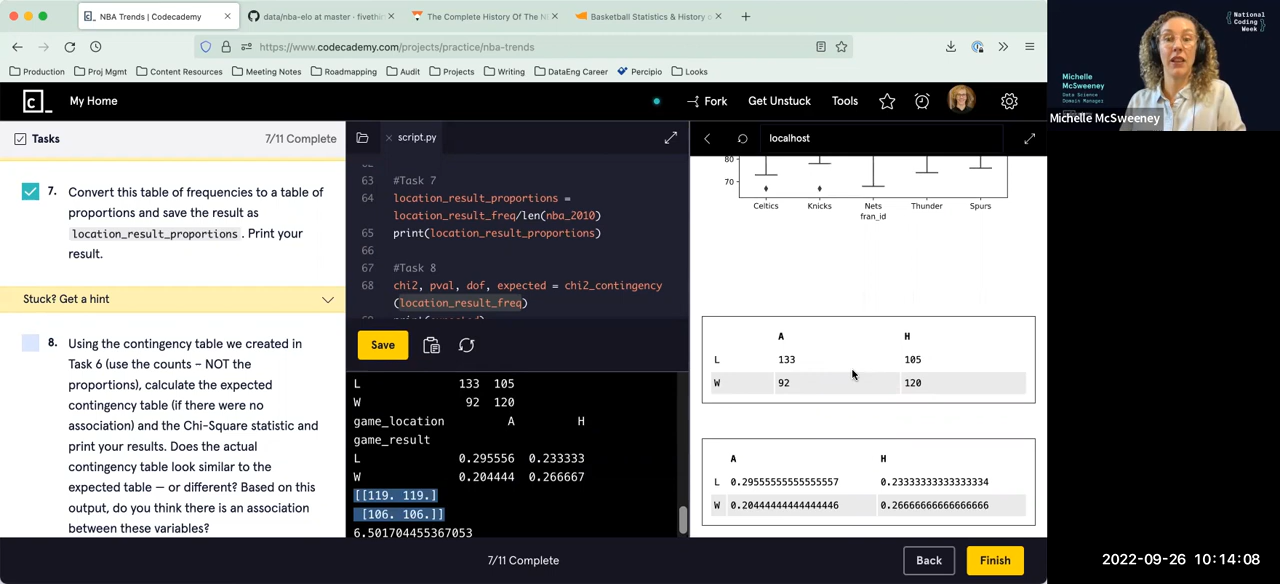 NBA Trends | Codecademy
data/nba-elo at master · fivethi
The Complete History Of The N
Basketball Statistics & History o
https://www.codecademy.com/projects/practice/nba-trends
Production
Proj Mgmt
Content Resources
Meeting Notes
Roadmapping
Audit
Projects
Writing
DataEng Career
Percipio
Looks
My Home
Fork
Get Unstuck
Tools
Tasks
7/11 Complete
7. Convert this table of frequencies to a table of
proportions and save the result as
location_result_proportions . Print your
result.
Stuck? Get a hint
8. Using the contingency table we created in
Task 6 (use the counts – NOT the
proportions), calculate the expected
contingency table (if there were no
association) and the Chi-Square statistic and
print your results. Does the actual
contingency table look similar to the
expected table — or different? Based on this
output, do you think there is an association
between these variables?
script.py
63 #Task 7
64 location_result_proportions =
location_result_freq/len(nba_2010)
65 print(location_result_proportions)
66
67 #Task 8
68 chi2, pval, dof, expected = chi2_contingency
(location_result_freq)
Save
L 133 105
W 92 120
game_location A H
game_result
L 0.295556 0.233333
W 0.204444 0.266667
[[119. 119.]
[106. 106.]]
6.501704455367053
localhost
80
70
Celtics Knicks Nets Thunder Spurs
fran_id
A H
L 133 105
W 92 120
A H
L 0.29555555555555557 0.23333333333333334
W 0.20444444444444446 0.26666666666666666
7/11 Complete
Back
Finish
National
Coding
Week
Michelle
McSweeney
Data Science
Domain Manager
Michelle McSweeney
2022-09-26 10:14:08